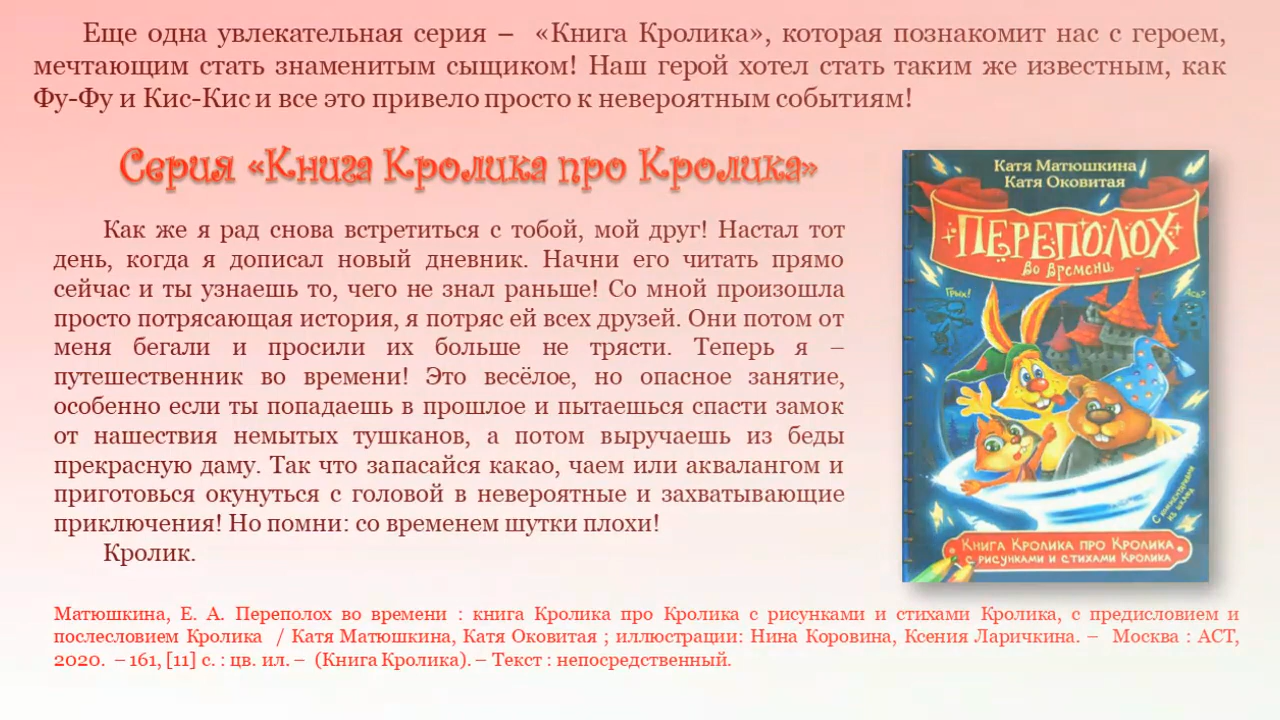 Еще одна увлекательная серия – «Книга Кролика», которая познакомит нас с героем,
мечтающим стать знаменитым сыщиком! Наш герой хотел стать таким же известным, как
Фу-Фу и Кис-Кис и все это привело просто к невероятным событиям!
Серия «Книга Кролика про Кролика»
Как же я рад снова встретиться с тобой, мой друг! Настал тот
день, когда я дописал новый дневник. Начни его читать прямо
сейчас и ты узнаешь то, чего не знал раньше! Со мной произошла
просто потрясающая история, я потряс ей всех друзей. Они потом от
меня бегали и просили их больше не трясти. Теперь я –
путешественник во времени! Это весёлое, но опасное занятие,
особенно если ты попадаешь в прошлое и пытаешься спасти замок
от нашествия немытых тушканов, а потом выручаешь из беды
прекрасную даму. Так что запасайся какао, чаем или аквалангом и
приготовься окунуться с головой в невероятные и захватывающие
приключения! Но помни: со временем шутки плохи!
Кролик.
Катя Матюшкина
Катя Оковитая
ПЕРЕПОЛОХ
во времени
Грых!
Ась?
С комментариями
из шкафа
Книга Кролика про Кролика
с рисунками и стихами Кролика
Матюшкина, Е. А. Переполох во времени : книга Кролика про Кролика с рисунками и стихами Кролика, с предисловием и
послесловием Кролика / Катя Матюшкина, Катя Оковитая ; иллюстрации: Нина Коровина, Ксения Ларичкина. – Москва : АСТ,
2020. – 161, [11] с. : цв. ил. – (Книга Кролика). – Текст : непосредственный.